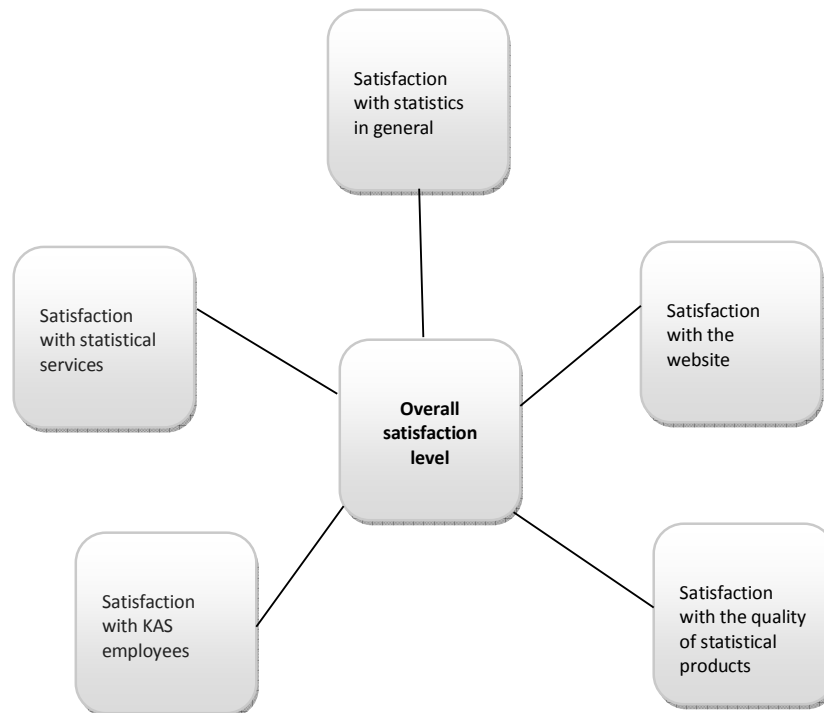 Satisfaction
with statistics
in general
Satisfaction
with statistical
services
Satisfaction
with the
website
Overall
satisfaction
level
Satisfaction
with KAS
employees
Satisfaction
with the quality
of statistical
products